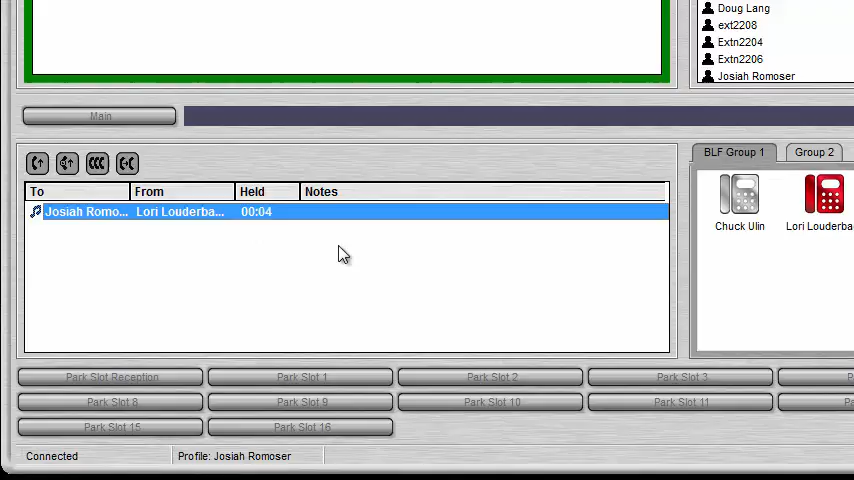 Doug Lang
ext2208
Extn2204
Extn2206
Josiah Romoser
Main
BLF Group 1 Group 2
To From Held Notes
Josiah Romo... Lori Louderba... 00:04
Chuck Ulin Lori Louderba
Park Slot Reception Park Slot 1 Park Slot 2 Park Slot 3
Park Slot 8 Park Slot 9 Park Slot 10 Park Slot 11
Park Slot 15 Park Slot 16
Connected Profile: Josiah Romoser